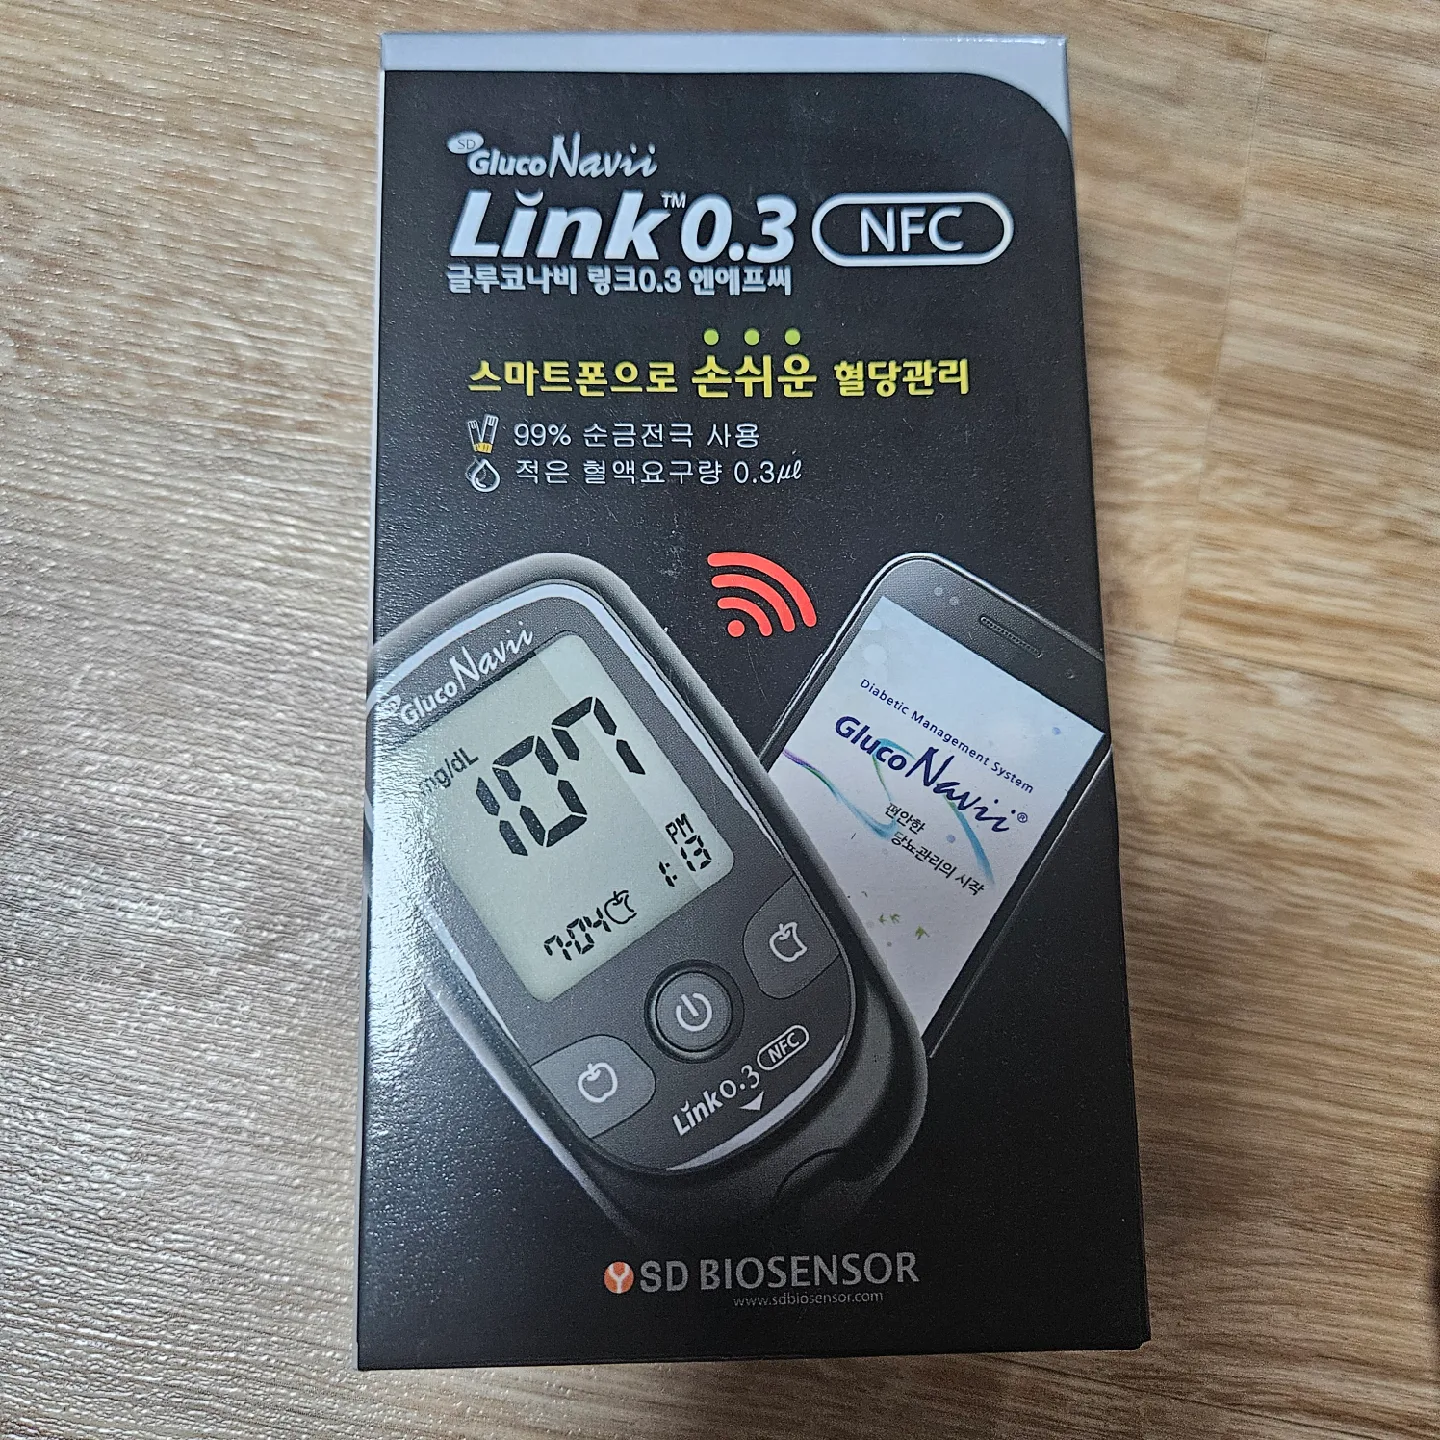 SD GlucoNavii
Link™0.3 NFC
글루코나비 링크0.3 엔에프씨
스마트폰으로 손쉬운 혈당관리
99% 순금전극 사용
적은 혈액요구량 0.3㎕
GlucoNavii
mg/dL
107
PM
1:13
7-04
Link0.3 NFC
Diabetic Management System
GlucoNavii®
편안한
당뇨관리의 시작
SD BIOSENSOR
www.sdbiosensor.com